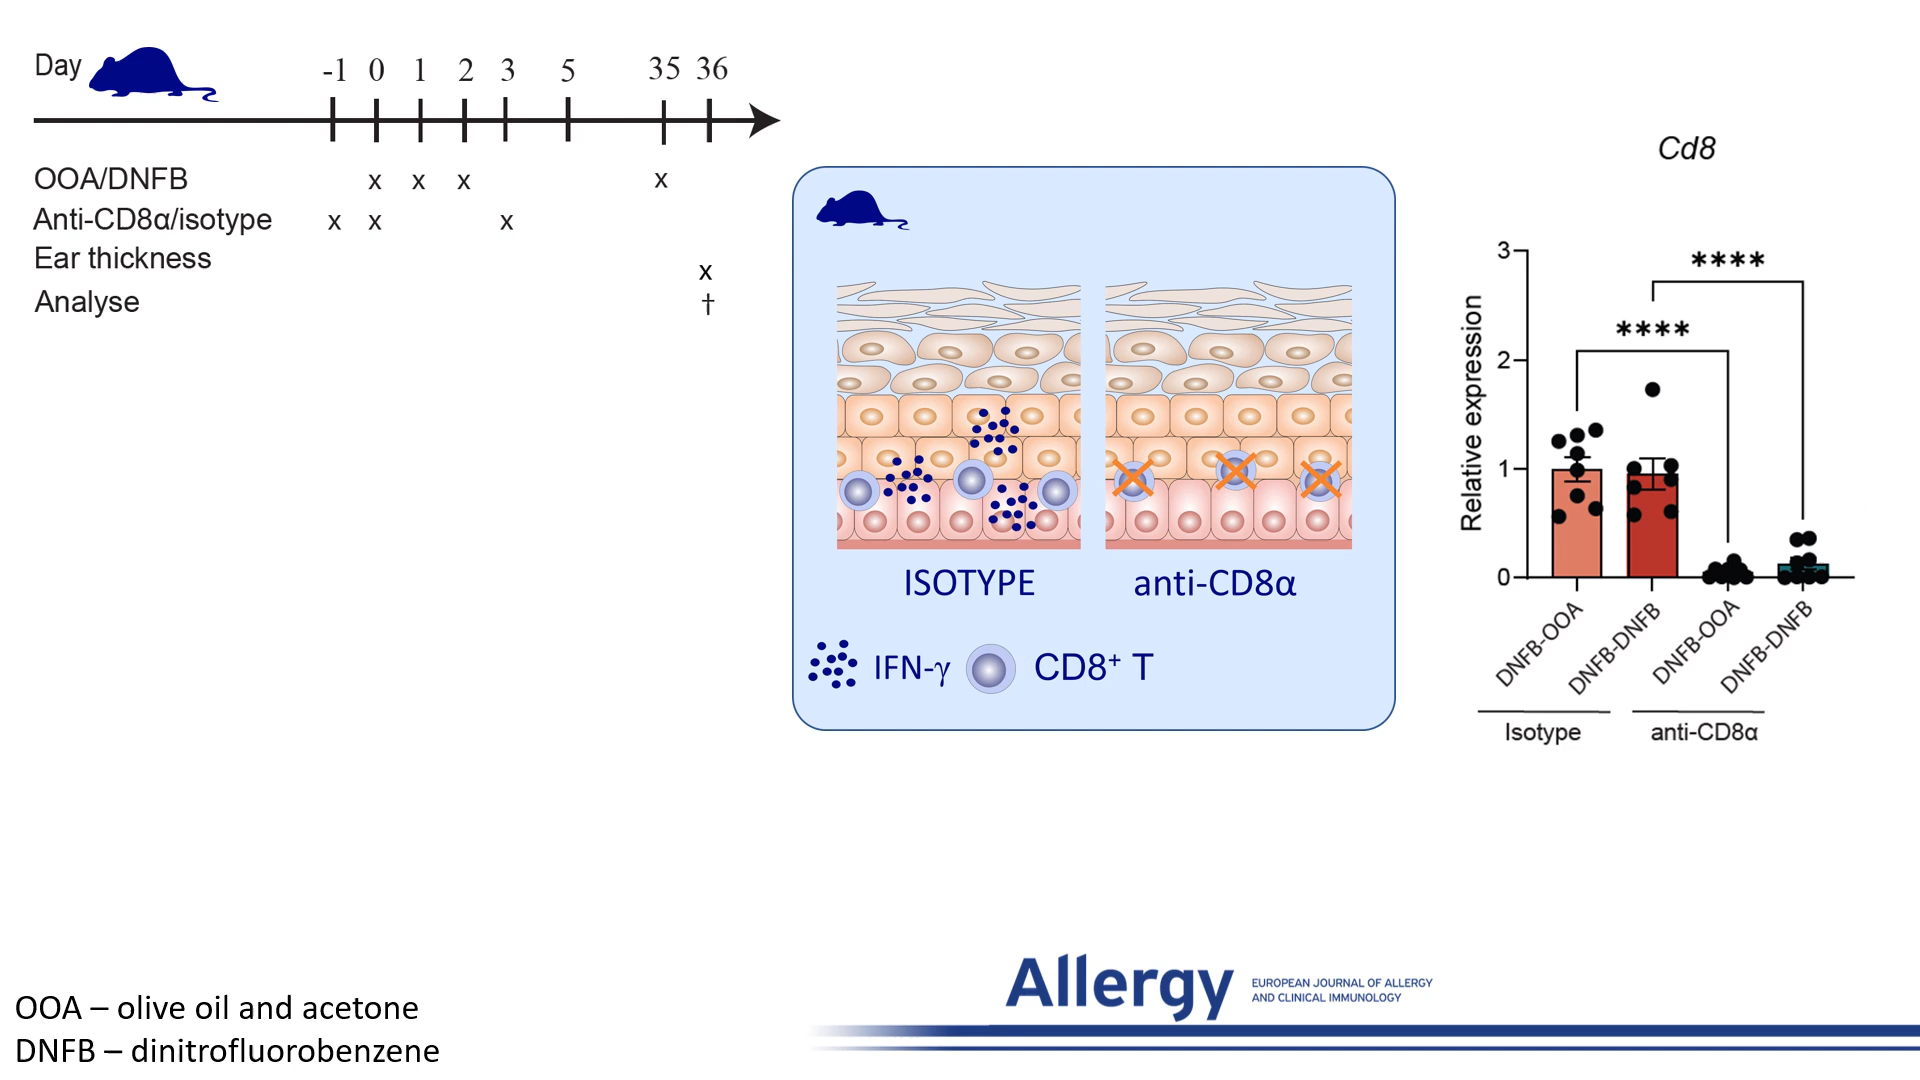 Day
-1 0 1 2 3 5 35 36
OOA/DNFB x x x x
Anti-CD8α/isotype x x x
Ear thickness x
Analyse †
ISOTYPE anti-CD8α
IFN-γ CD8⁺ T
Cd8
Relative expression
3
2
1
0
****
****
DNFB-OOA
DNFB-DNFB
DNFB-OOA
DNFB-DNFB
Isotype anti-CD8α
OOA – olive oil and acetone
DNFB – dinitrofluorobenzene
Allergy
EUROPEAN JOURNAL OF ALLERGY
AND CLINICAL IMMUNOLOGY